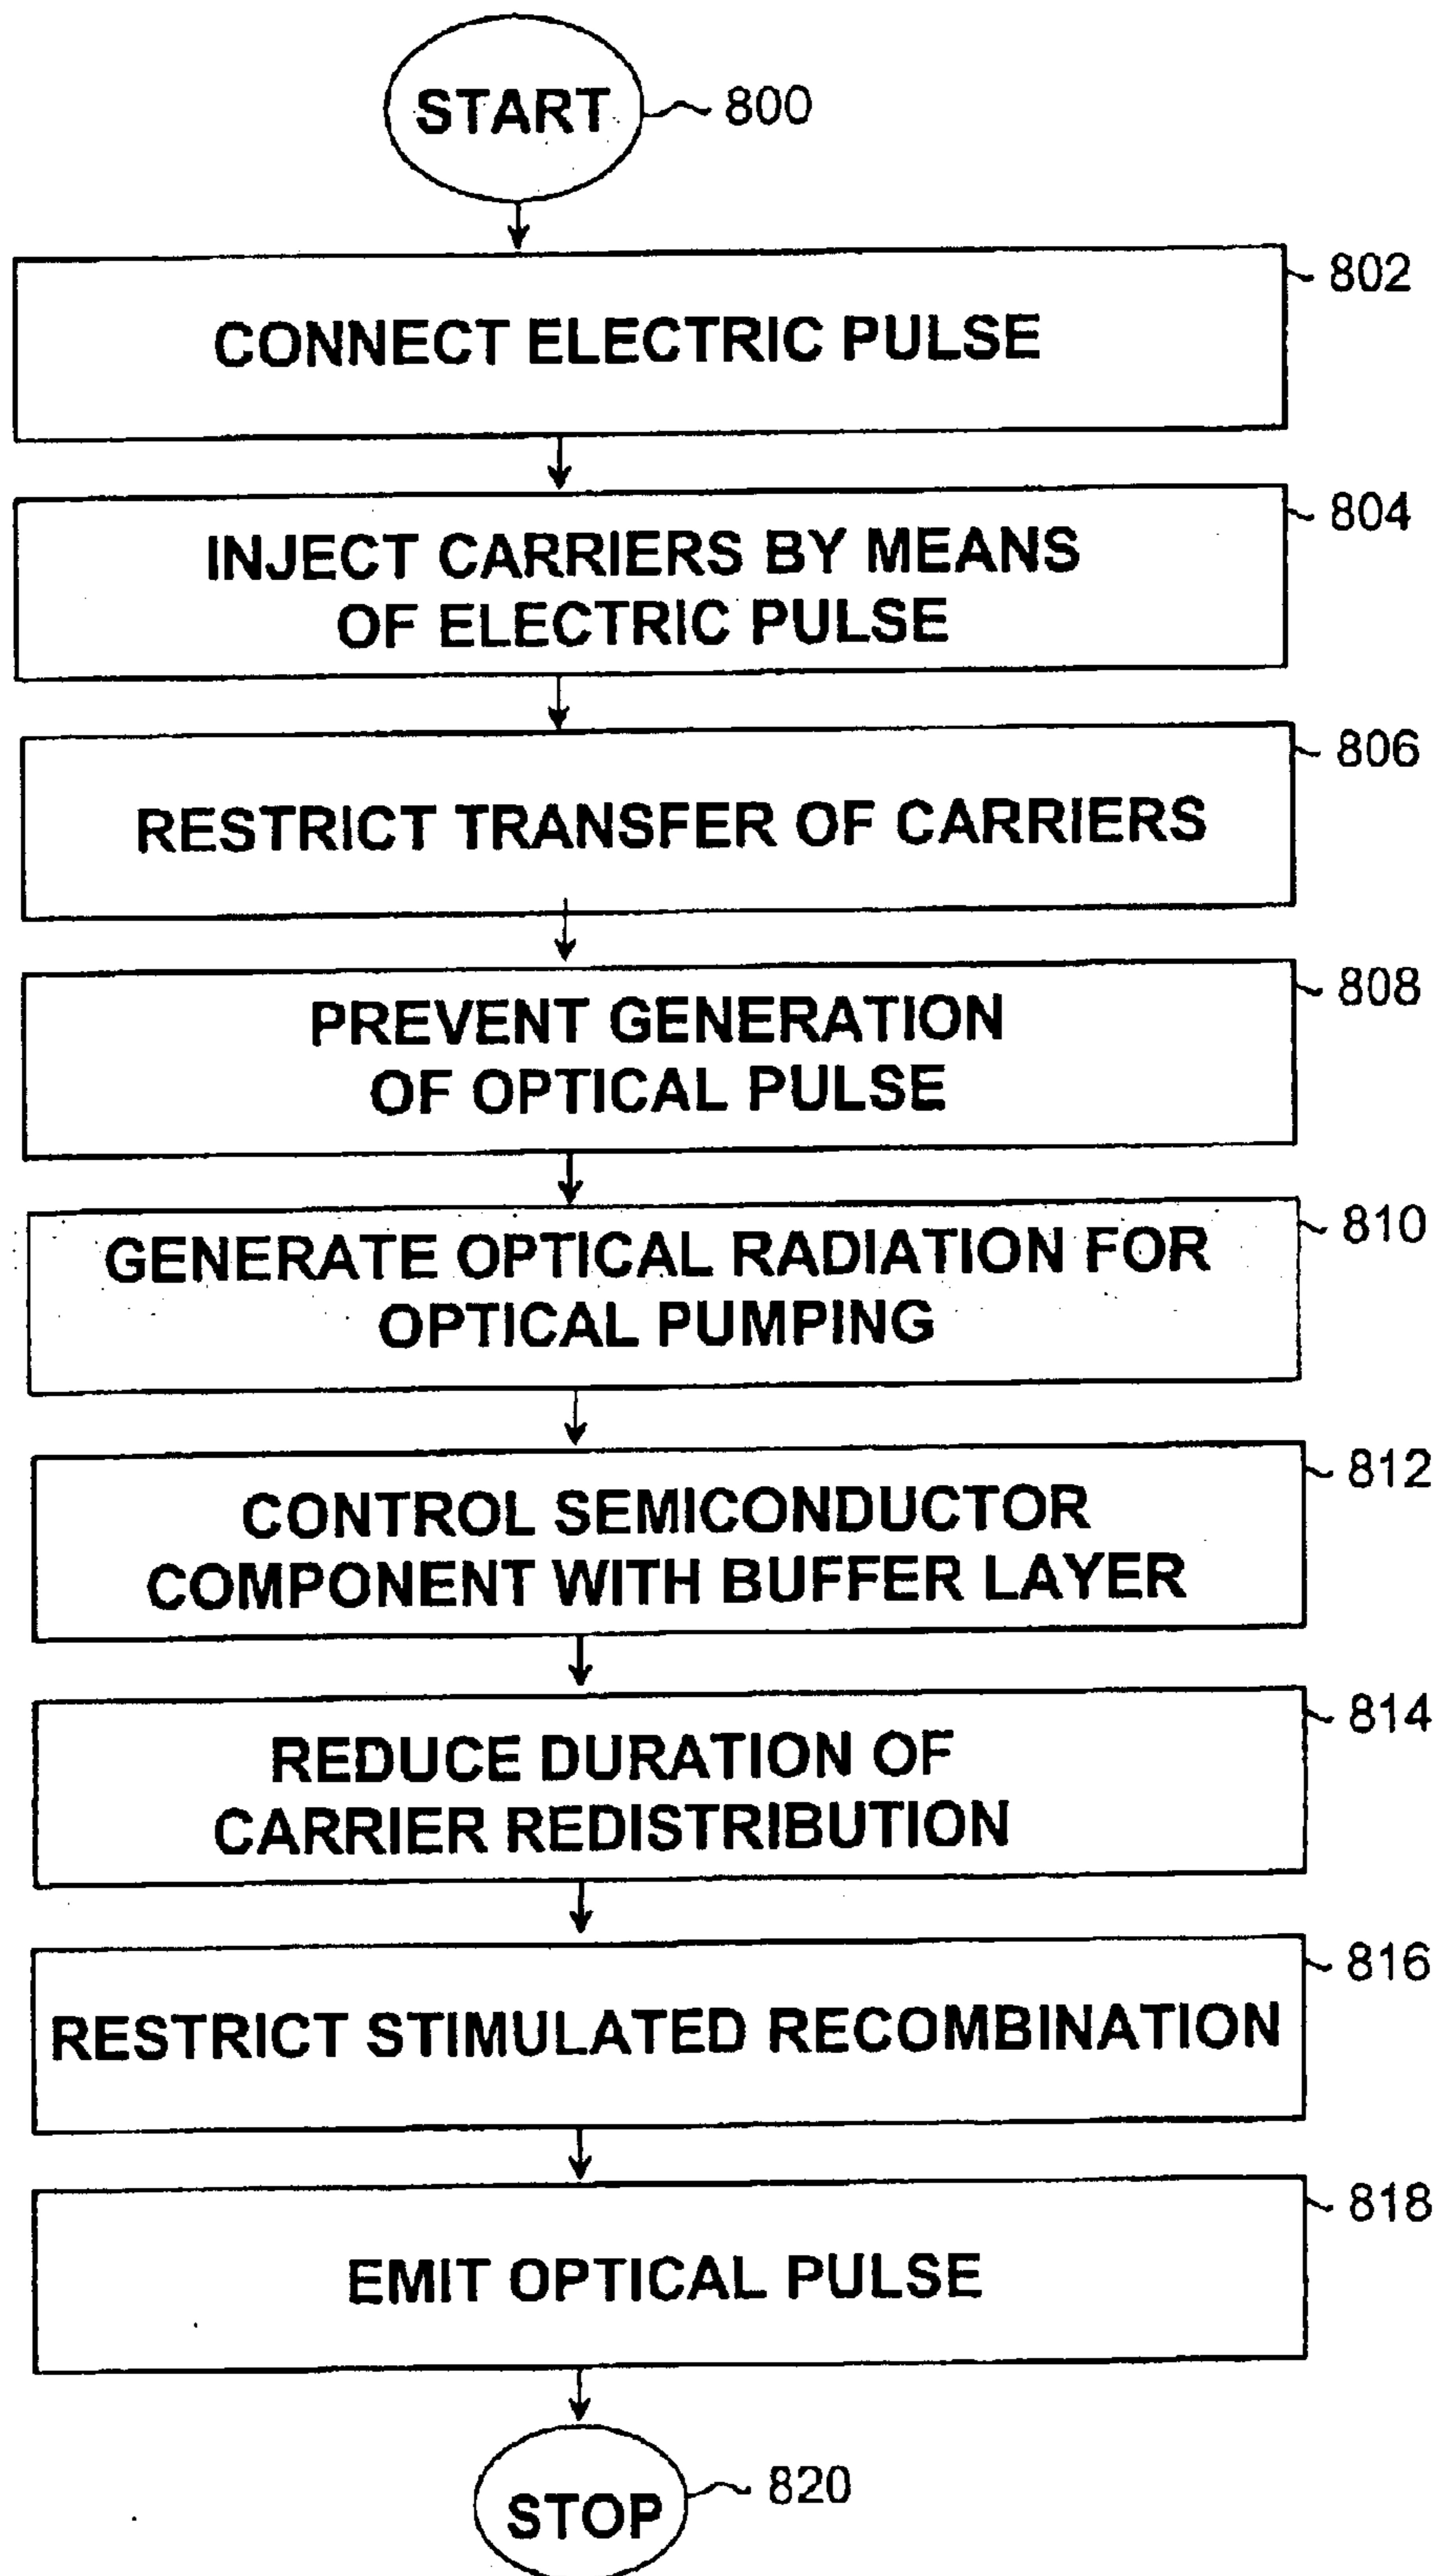 START
800
802
CONNECT ELECTRIC PULSE
804
INJECT CARRIERS BY MEANS
OF ELECTRIC PULSE
806
RESTRICT TRANSFER OF CARRIERS
808
PREVENT GENERATION
OF OPTICAL PULSE
810
GENERATE OPTICAL RADIATION FOR
OPTICAL PUMPING
812
CONTROL SEMICONDUCTOR
COMPONENT WITH BUFFER LAYER
814
REDUCE DURATION OF
CARRIER REDISTRIBUTION
816
RESTRICT STIMULATED RECOMBINATION
818
EMIT OPTICAL PULSE
820
STOP